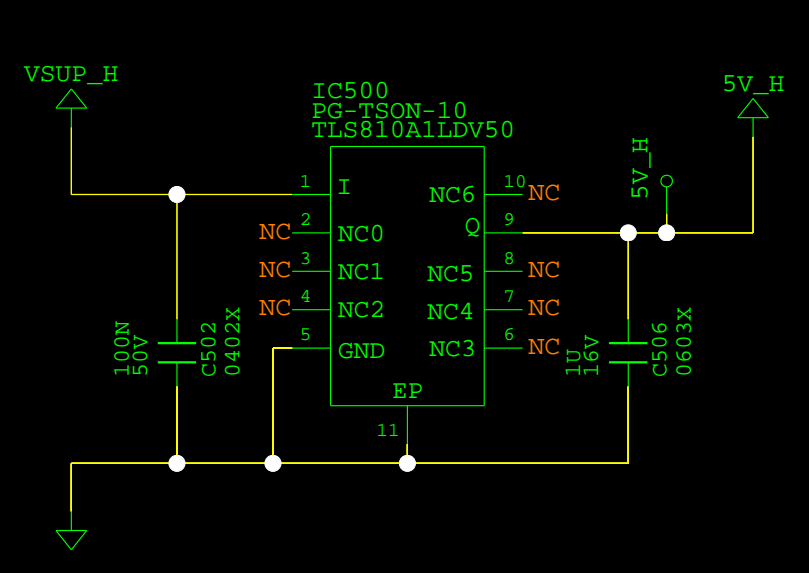 VSUP_H
5V_H
IC500
PG-TSON-10
TLS810A1LDV50
5V_H
1
I
NC6
10
NC
NC
2
NC0
Q
9
NC
3
NC1
NC5
8
NC
NC
4
NC2
NC4
7
NC
5
GND
NC3
6
NC
100N
50V
C502
0402X
1U
16V
C506
0603X
EP
11